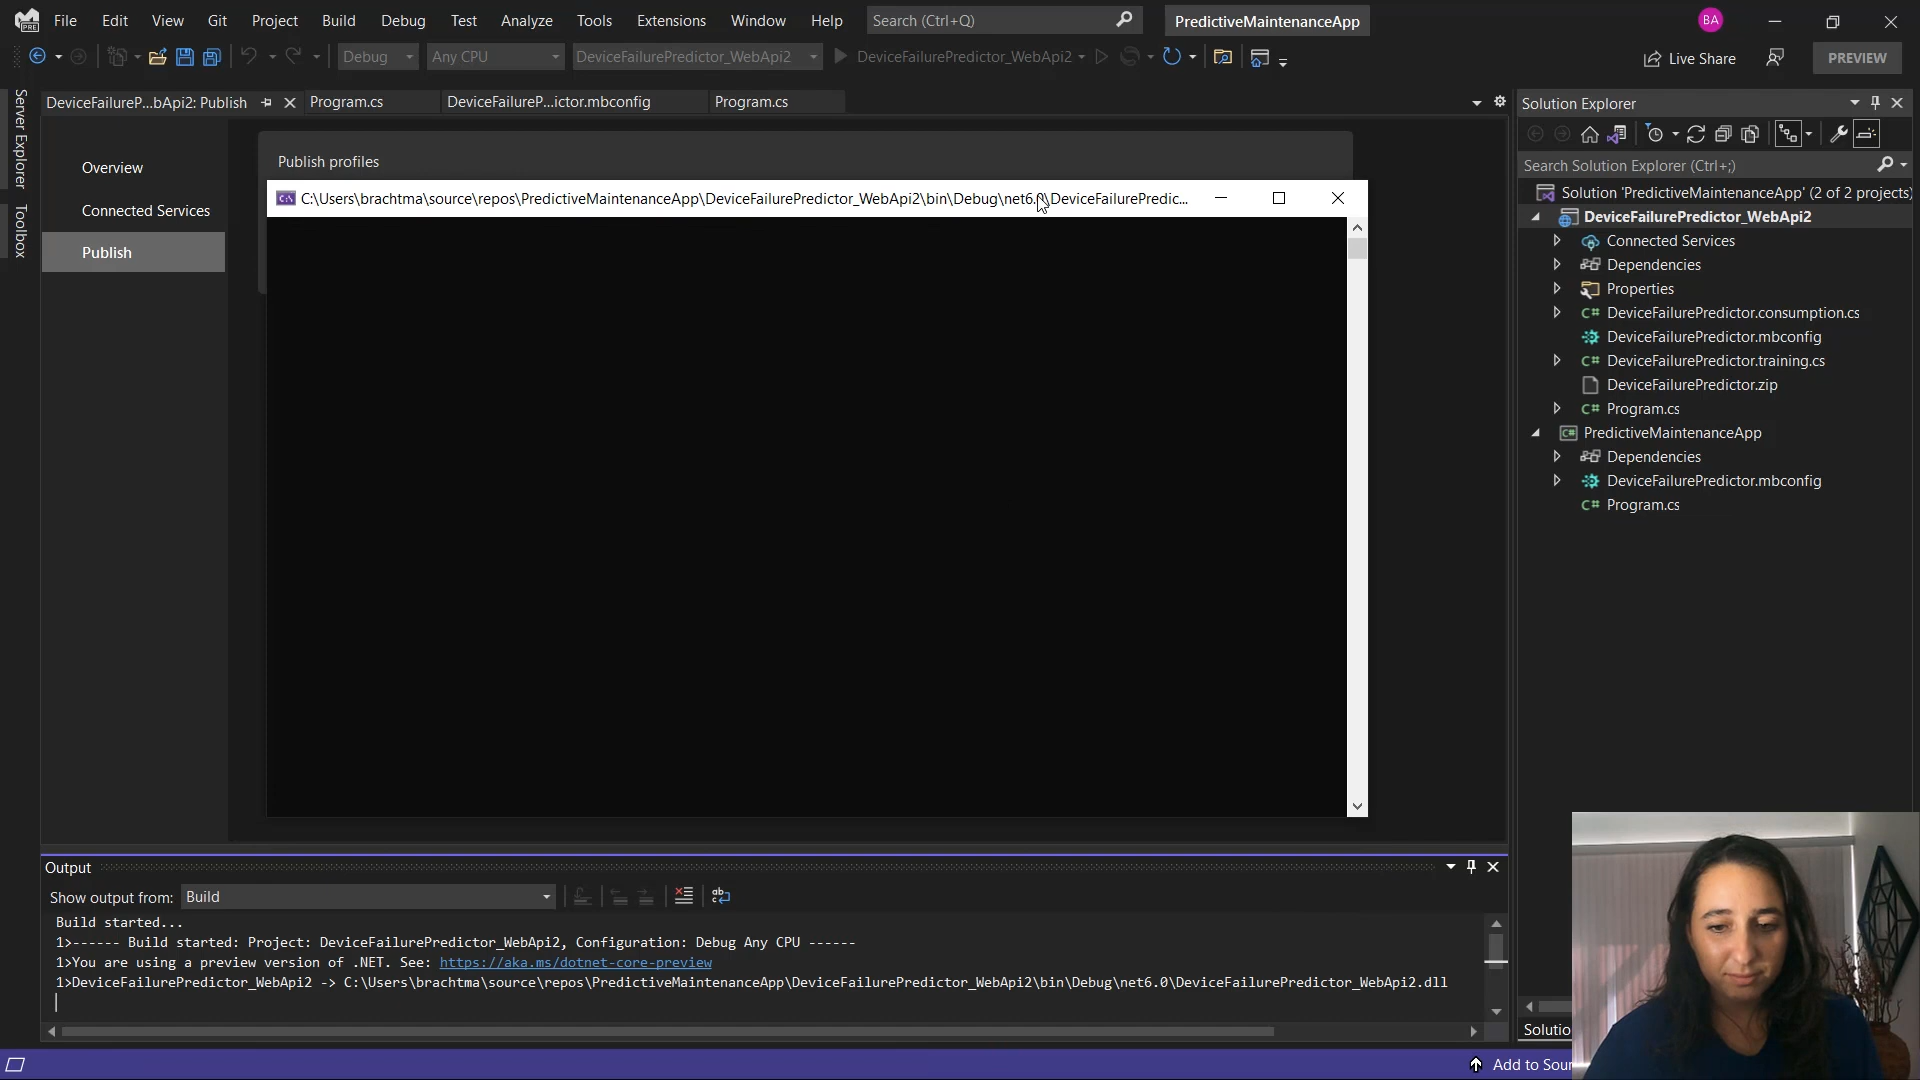 File Edit View Git Project Build Debug Test Analyze Tools Extensions Window Help Search (Ctrl+Q) PredictiveMaintenanceApp BA
Debug Any CPU DeviceFailurePredictor_WebApi2 DeviceFailurePredictor_WebApi2 Live Share PREVIEW
Server Explorer
Toolbox
DeviceFailureP...bApi2: Publish Program.cs DeviceFailureP...ictor.mbconfig Program.cs
Overview
Connected Services
Publish
Publish profiles
C:\Users\brachtma\source\repos\PredictiveMaintenanceApp\DeviceFailurePredictor_WebApi2\bin\Debug\net6.0\DeviceFailurePredic...
Solution Explorer
Search Solution Explorer (Ctrl+;)
Solution 'PredictiveMaintenanceApp' (2 of 2 projects)
DeviceFailurePredictor_WebApi2
Connected Services
Dependencies
Properties
C# DeviceFailurePredictor.consumption.cs
DeviceFailurePredictor.mbconfig
C# DeviceFailurePredictor.training.cs
DeviceFailurePredictor.zip
C# Program.cs
C# PredictiveMaintenanceApp
Dependencies
DeviceFailurePredictor.mbconfig
C# Program.cs
Output
Show output from: Build
Build started...
1>------ Build started: Project: DeviceFailurePredictor_WebApi2, Configuration: Debug Any CPU ------
1>You are using a preview version of .NET. See: https://aka.ms/dotnet-core-preview
1>DeviceFailurePredictor_WebApi2 -> C:\Users\brachtma\source\repos\PredictiveMaintenanceApp\DeviceFailurePredictor_WebApi2\bin\Debug\net6.0\DeviceFailurePredictor_WebApi2.dll
Solutio
Add to Sour